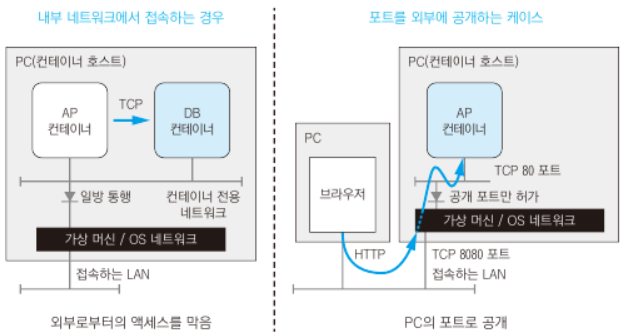 내부 네트워크에서 접속하는 경우
PC(컨테이너 호스트)
AP
컨테이너
TCP
DB
컨테이너
일방 통행
컨테이너 전용
네트워크
가상 머신 / OS 네트워크
접속하는 LAN
외부로부터의 액세스를 막음
포트를 외부에 공개하는 케이스
PC(컨테이너 호스트)
AP
컨테이너
PC
브라우저
TCP 80 포트
공개 포트만 허가
가상 머신 / OS 네트워크
HTTP
TCP 8080 포트
접속하는 LAN
PC의 포트로 공개